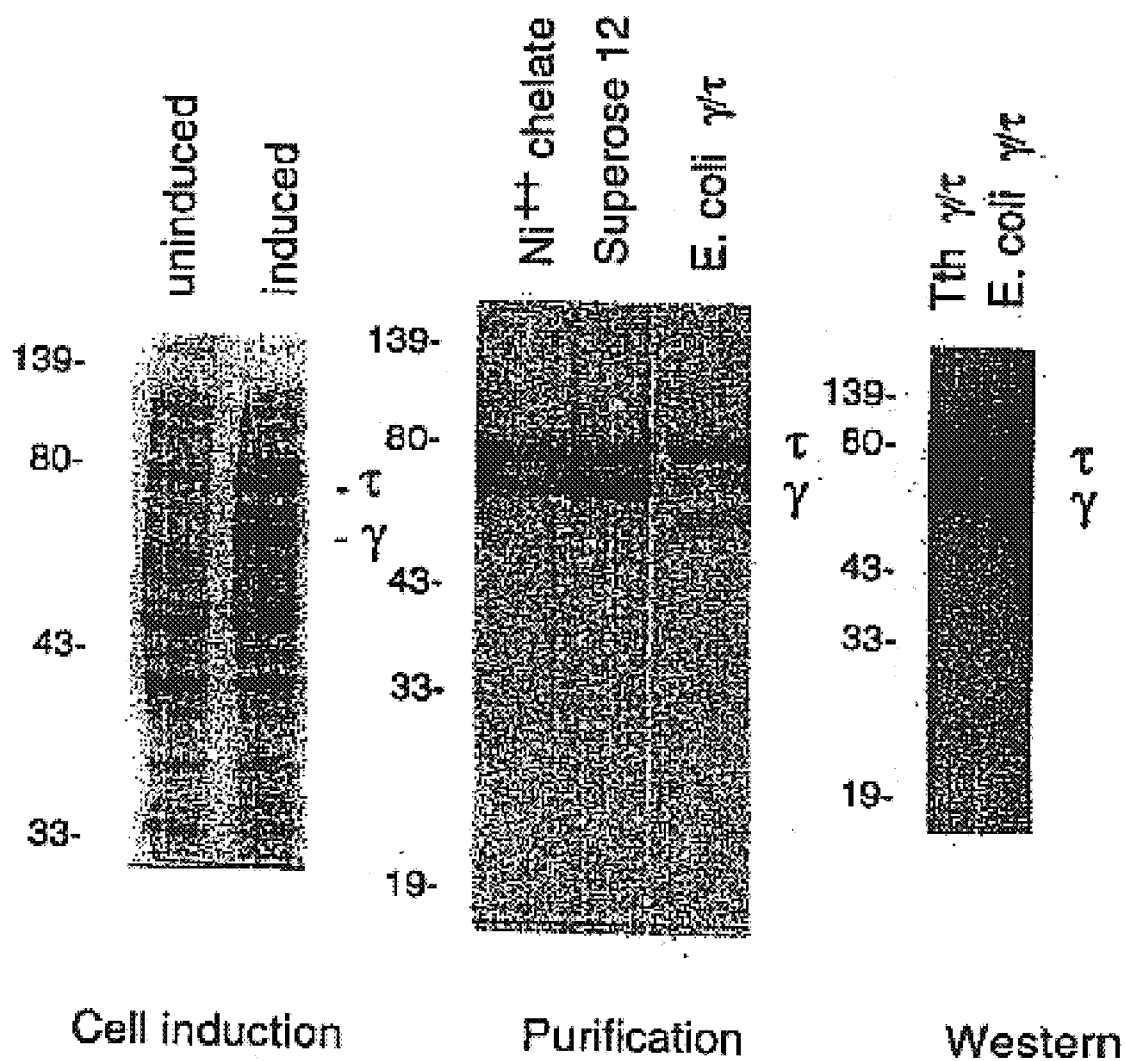 uninduced
induced
139-
80-
- τ
- γ
43-
33-
Cell induction
Ni++ chelate
Superose 12
E. coli γ/τ
139-
80-
τ
γ
43-
33-
19-
Purification
Tth γ/τ
E. coli γ/τ
139-
80-
τ
γ
43-
33-
19-
Western